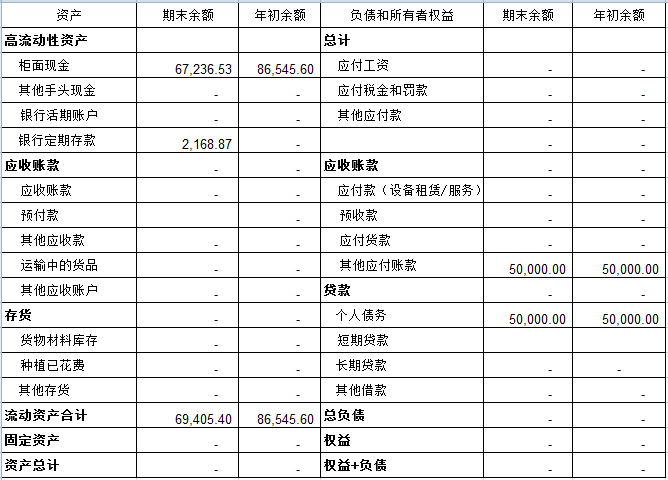 资产 期末余额 年初余额 负债和所有者权益 期末余额 年初余额
高流动性资产 总计
柜面现金 67,236.53 86,545.60 应付工资 - -
其他手头现金 - - 应付税金和罚款 - -
银行活期账户 - - 其他应付款 - -
银行定期存款 2,168.87 -
应收账款 - - 应收账款 - -
应收账款 - - 应付款（设备租赁/服务） - -
预付款 - - 预收款 - -
其他应收款 - - 应付货款 - -
运输中的货品 - - 其他应付账款 50,000.00 50,000.00
其他应收账户 - - 贷款 - -
存货 - - 个人债务 50,000.00 50,000.00
货物材料库存 - - 短期贷款
种植已花费 - - 长期贷款 - -
其他存货 - - 其他借款 - -
流动资产合计 69,405.40 86,545.60 总负债 - -
固定资产 - - 权益 - -
资产总计 - - 权益+负债 - -